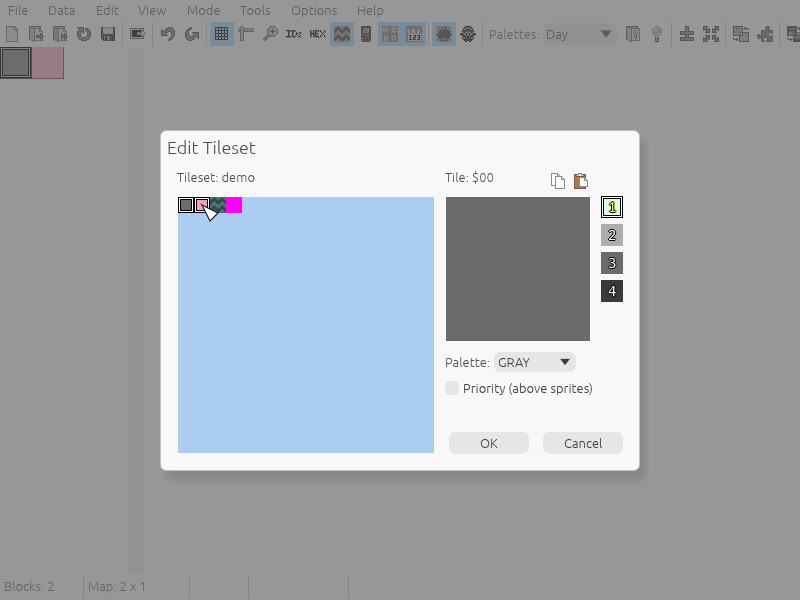 File Data Edit View Mode Tools Options Help
IDs HEX 123 Palettes: Day
Edit Tileset
Tileset: demo
Tile: $00
1
2
3
4
Palette: GRAY
Priority (above sprites)
OK Cancel
Blocks: 2 Map: 2 x 1